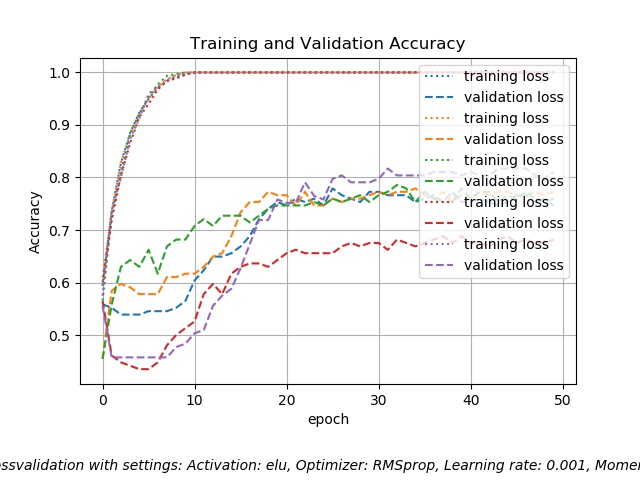 Training and Validation Accuracy
1.0
0.9
0.8
0.7
0.6
0.5
Accuracy
training loss
validation loss
training loss
validation loss
training loss
validation loss
training loss
validation loss
training loss
validation loss
0 10 20 30 40 50
epoch
ssvalidation with settings: Activation: elu, Optimizer: RMSprop, Learning rate: 0.001, Mome